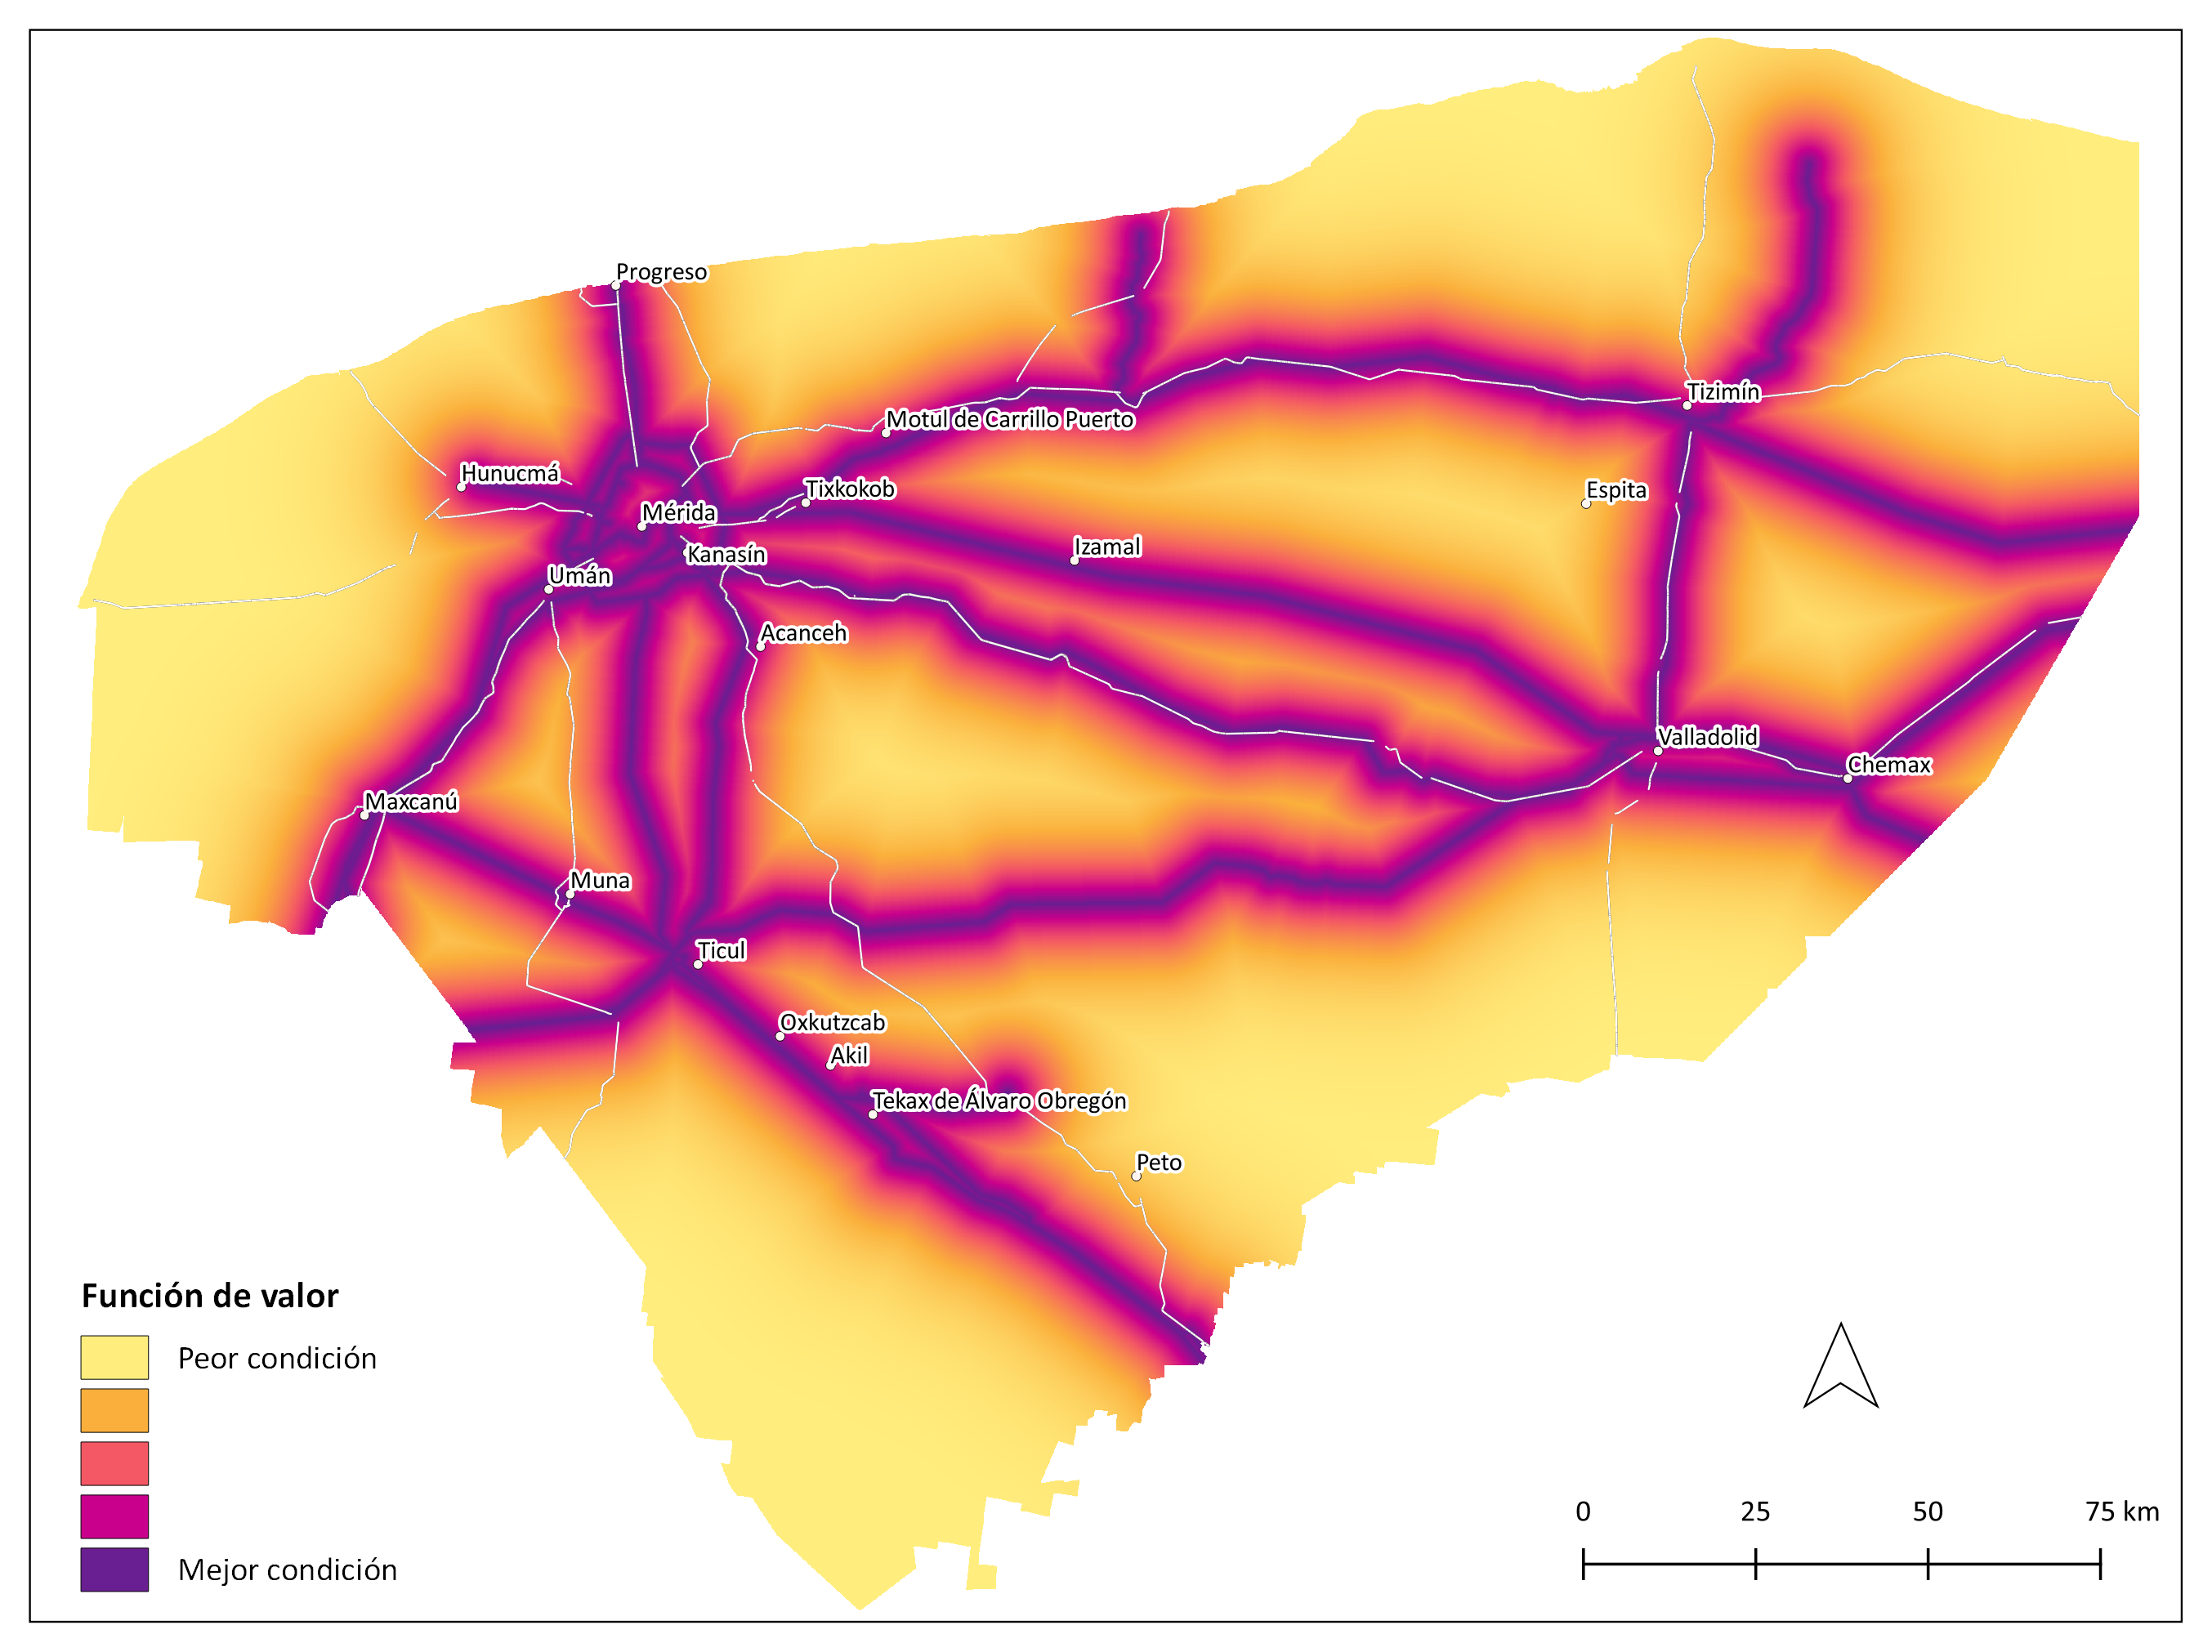 Progreso
Tizimín
Motul de Carrillo Puerto
Hunucmá
Tixkokob
Espita
Mérida
Izamal
Kanasín
Umán
Acanceh
Valladolid
Chemax
Maxcanú
Muna
Ticul
Oxkutzcab
Akil
Tekax de Álvaro Obregón
Peto
Función de valor
Peor condición
Mejor condición
0 25 50 75 km